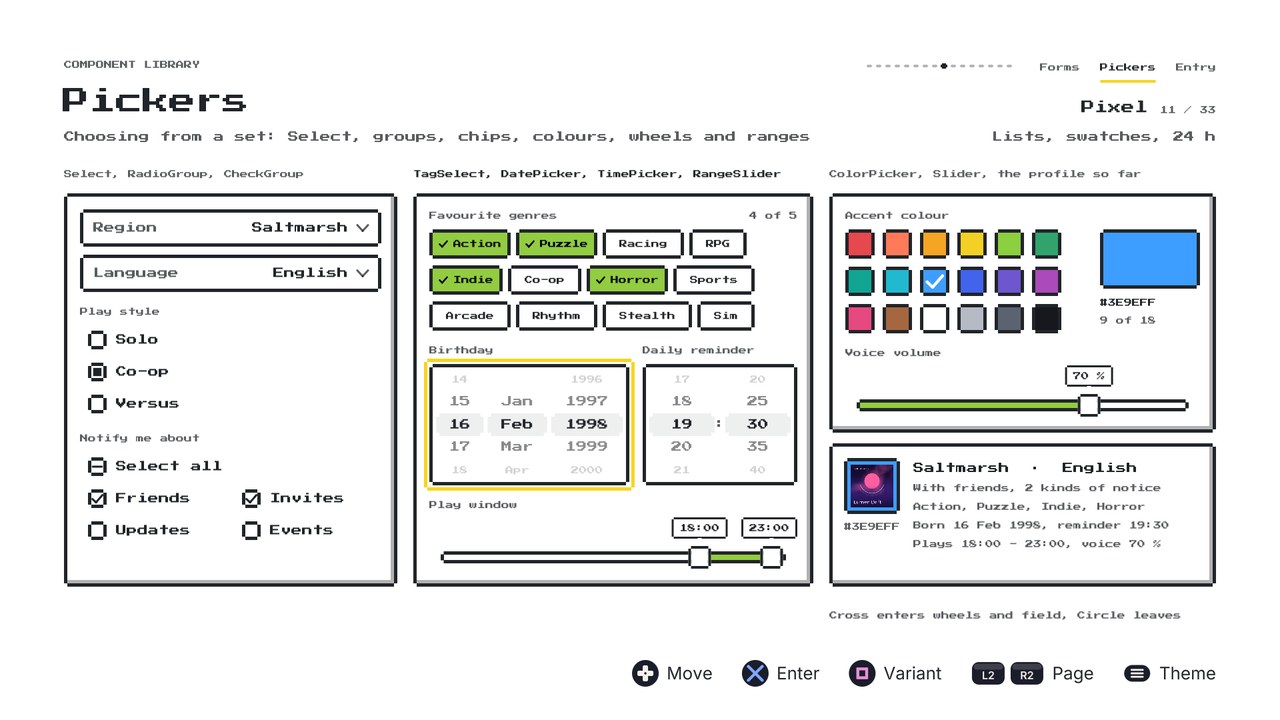 COMPONENT LIBRARY
Forms Pickers Entry
Pickers
Pixel 11 / 33
Choosing from a set: Select, groups, chips, colours, wheels and ranges
Lists, swatches, 24 h
Select, RadioGroup, CheckGroup
Region Saltmarsh
Language English
Play style
Solo
Co-op
Versus
Notify me about
Select all
Friends Invites
Updates Events
TagSelect, DatePicker, TimePicker, RangeSlider
Favourite genres 4 of 5
Action Puzzle Racing RPG
Indie Co-op Horror Sports
Arcade Rhythm Stealth Sim
Birthday Daily reminder
14 1996 17 20
15 Jan 1997 18 25
16 Feb 1998 19 : 30
17 Mar 1999 20 35
18 Apr 2000 21 40
Play window
18:00 23:00
ColorPicker, Slider, the profile so far
Accent colour
#3E9EFF
9 of 18
Voice volume
70 %
Saltmarsh · English
With friends, 2 kinds of notice
Action, Puzzle, Indie, Horror
#3E9EFF
Born 16 Feb 1998, reminder 19:30
Plays 18:00 – 23:00, voice 70 %
Cross enters wheels and field, Circle leaves
Move Enter Variant L2 R2 Page Theme